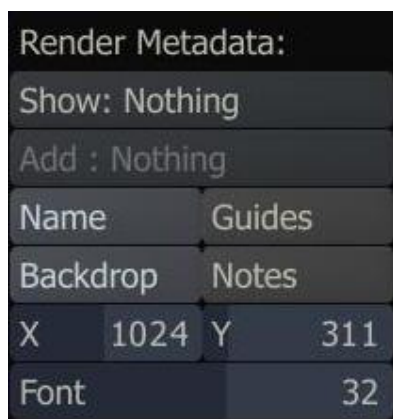 Render Metadata:
Show: Nothing
Add : Nothing
Name Guides
Backdrop Notes
X 1024 Y 311
Font 32